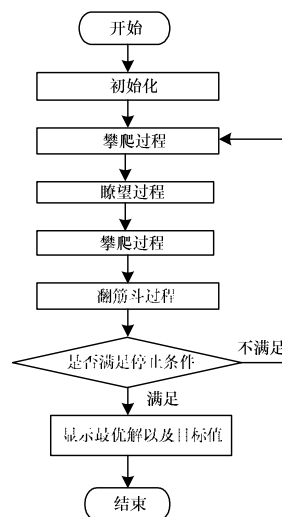 开始
初始化
攀爬过程
瞭望过程
攀爬过程
翻筋斗过程
是否满足停止条件
不满足
满足
显示最优解以及目标值
结束